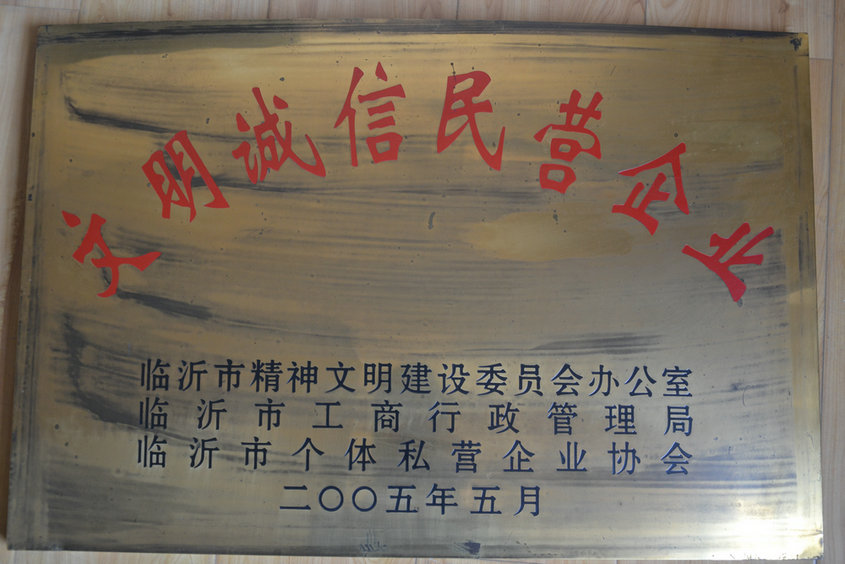 文明诚信民营企业
临沂市精神文明建设委员会办公室
临沂市工商行政管理局
临沂市个体私营企业协会
二〇〇五年五月